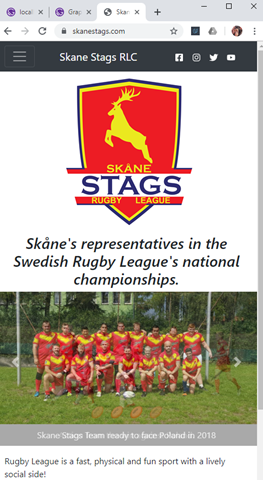 local
Grap
Skane
skanestags.com
Skane Stags RLC
SKÅNE
STAGS
RUGBY LEAGUE
Skåne's representatives in the
Swedish Rugby League's national
championships.
Skane Stags Team ready to face Poland in 2018
Rugby League is a fast, physical and fun sport with a lively
social side!